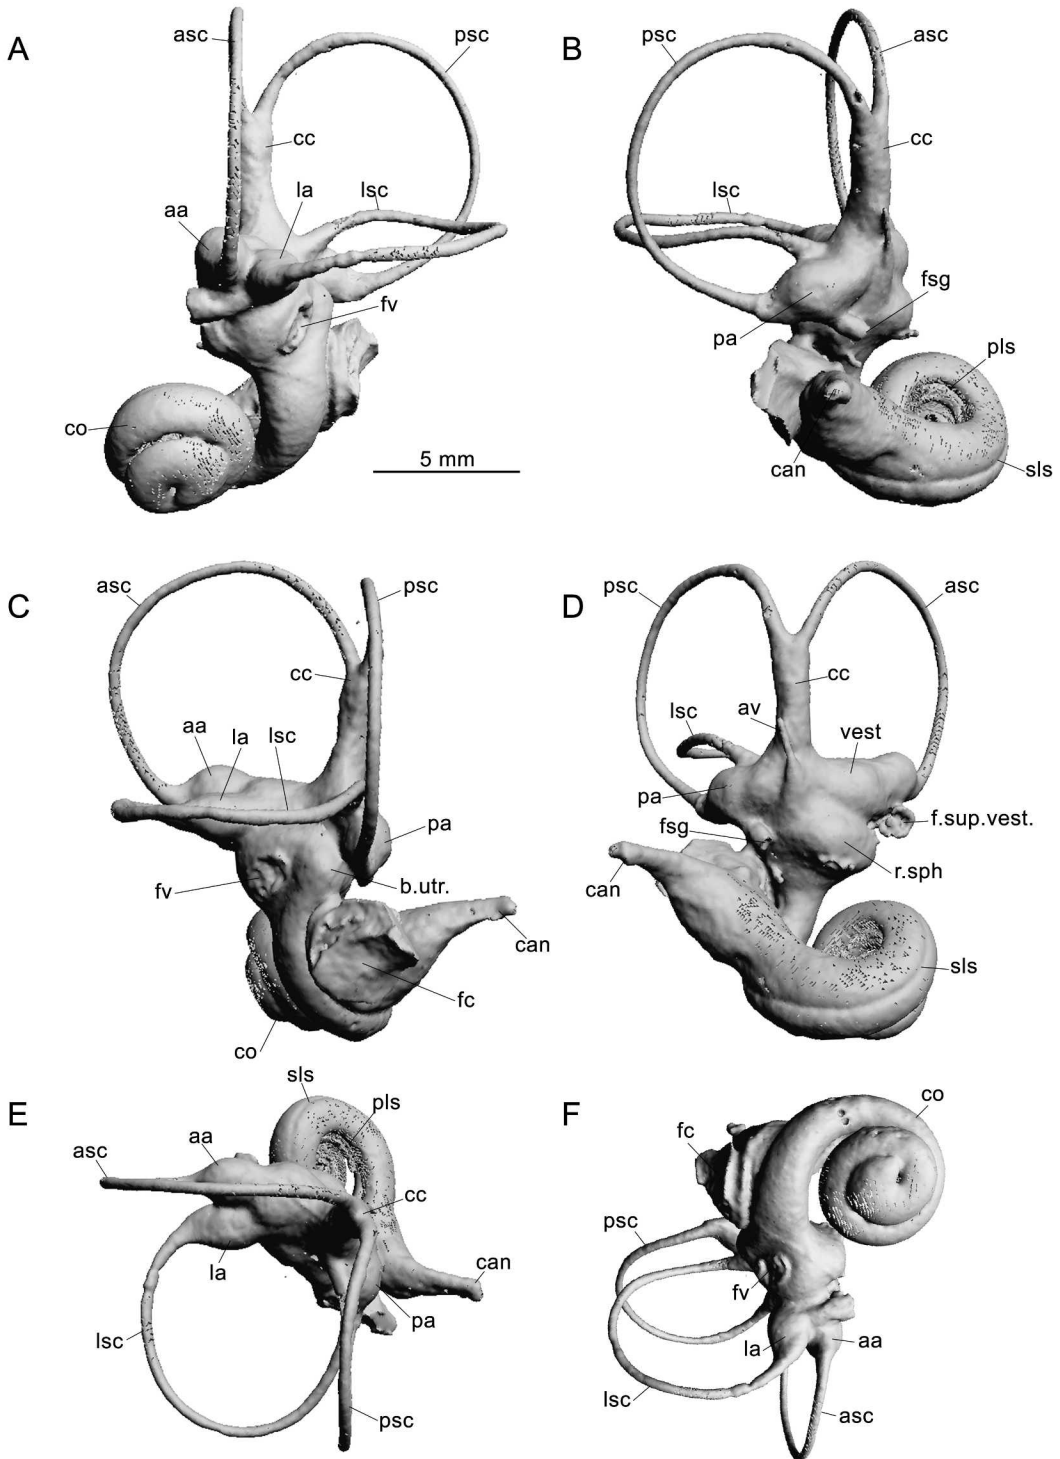 A
asc
psc
cc
la
lsc
aa
fv
co
5 mm
B
psc
asc
cc
lsc
fsg
pa
pls
can
sls
C
asc
psc
cc
aa
la
lsc
pa
fv
b.utr.
can
fc
co
D
psc
asc
cc
av
lsc
vest
pa
f.sup.vest.
fsg
r.sph
can
sls
E
sls
pls
aa
asc
cc
la
can
pa
lsc
psc
F
co
fc
psc
fv
la
aa
lsc
asc